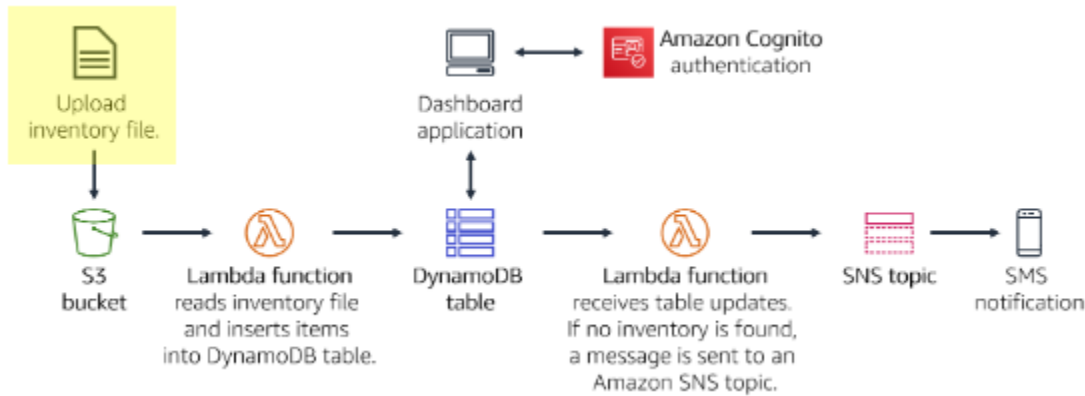 Upload
inventory file.
Amazon Cognito
authentication
Dashboard
application
S3
bucket
Lambda function
reads inventory file
and inserts items
into DynamoDB table.
DynamoDB
table
Lambda function
receives table updates.
If no inventory is found,
a message is sent to an
Amazon SNS topic.
SNS topic
SMS
notification